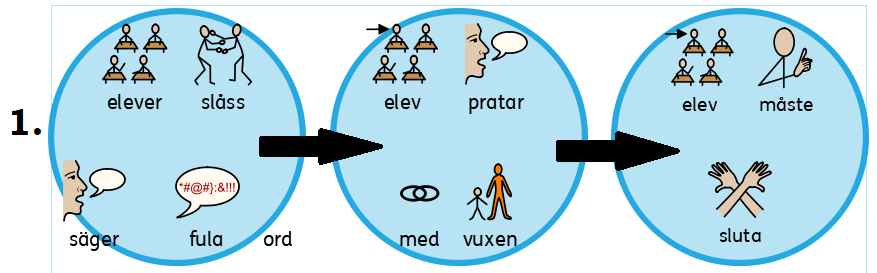 elever slåss
elev pratar
elev måste
1.
*#@#}:&!!!
säger fula ord
med vuxen
sluta